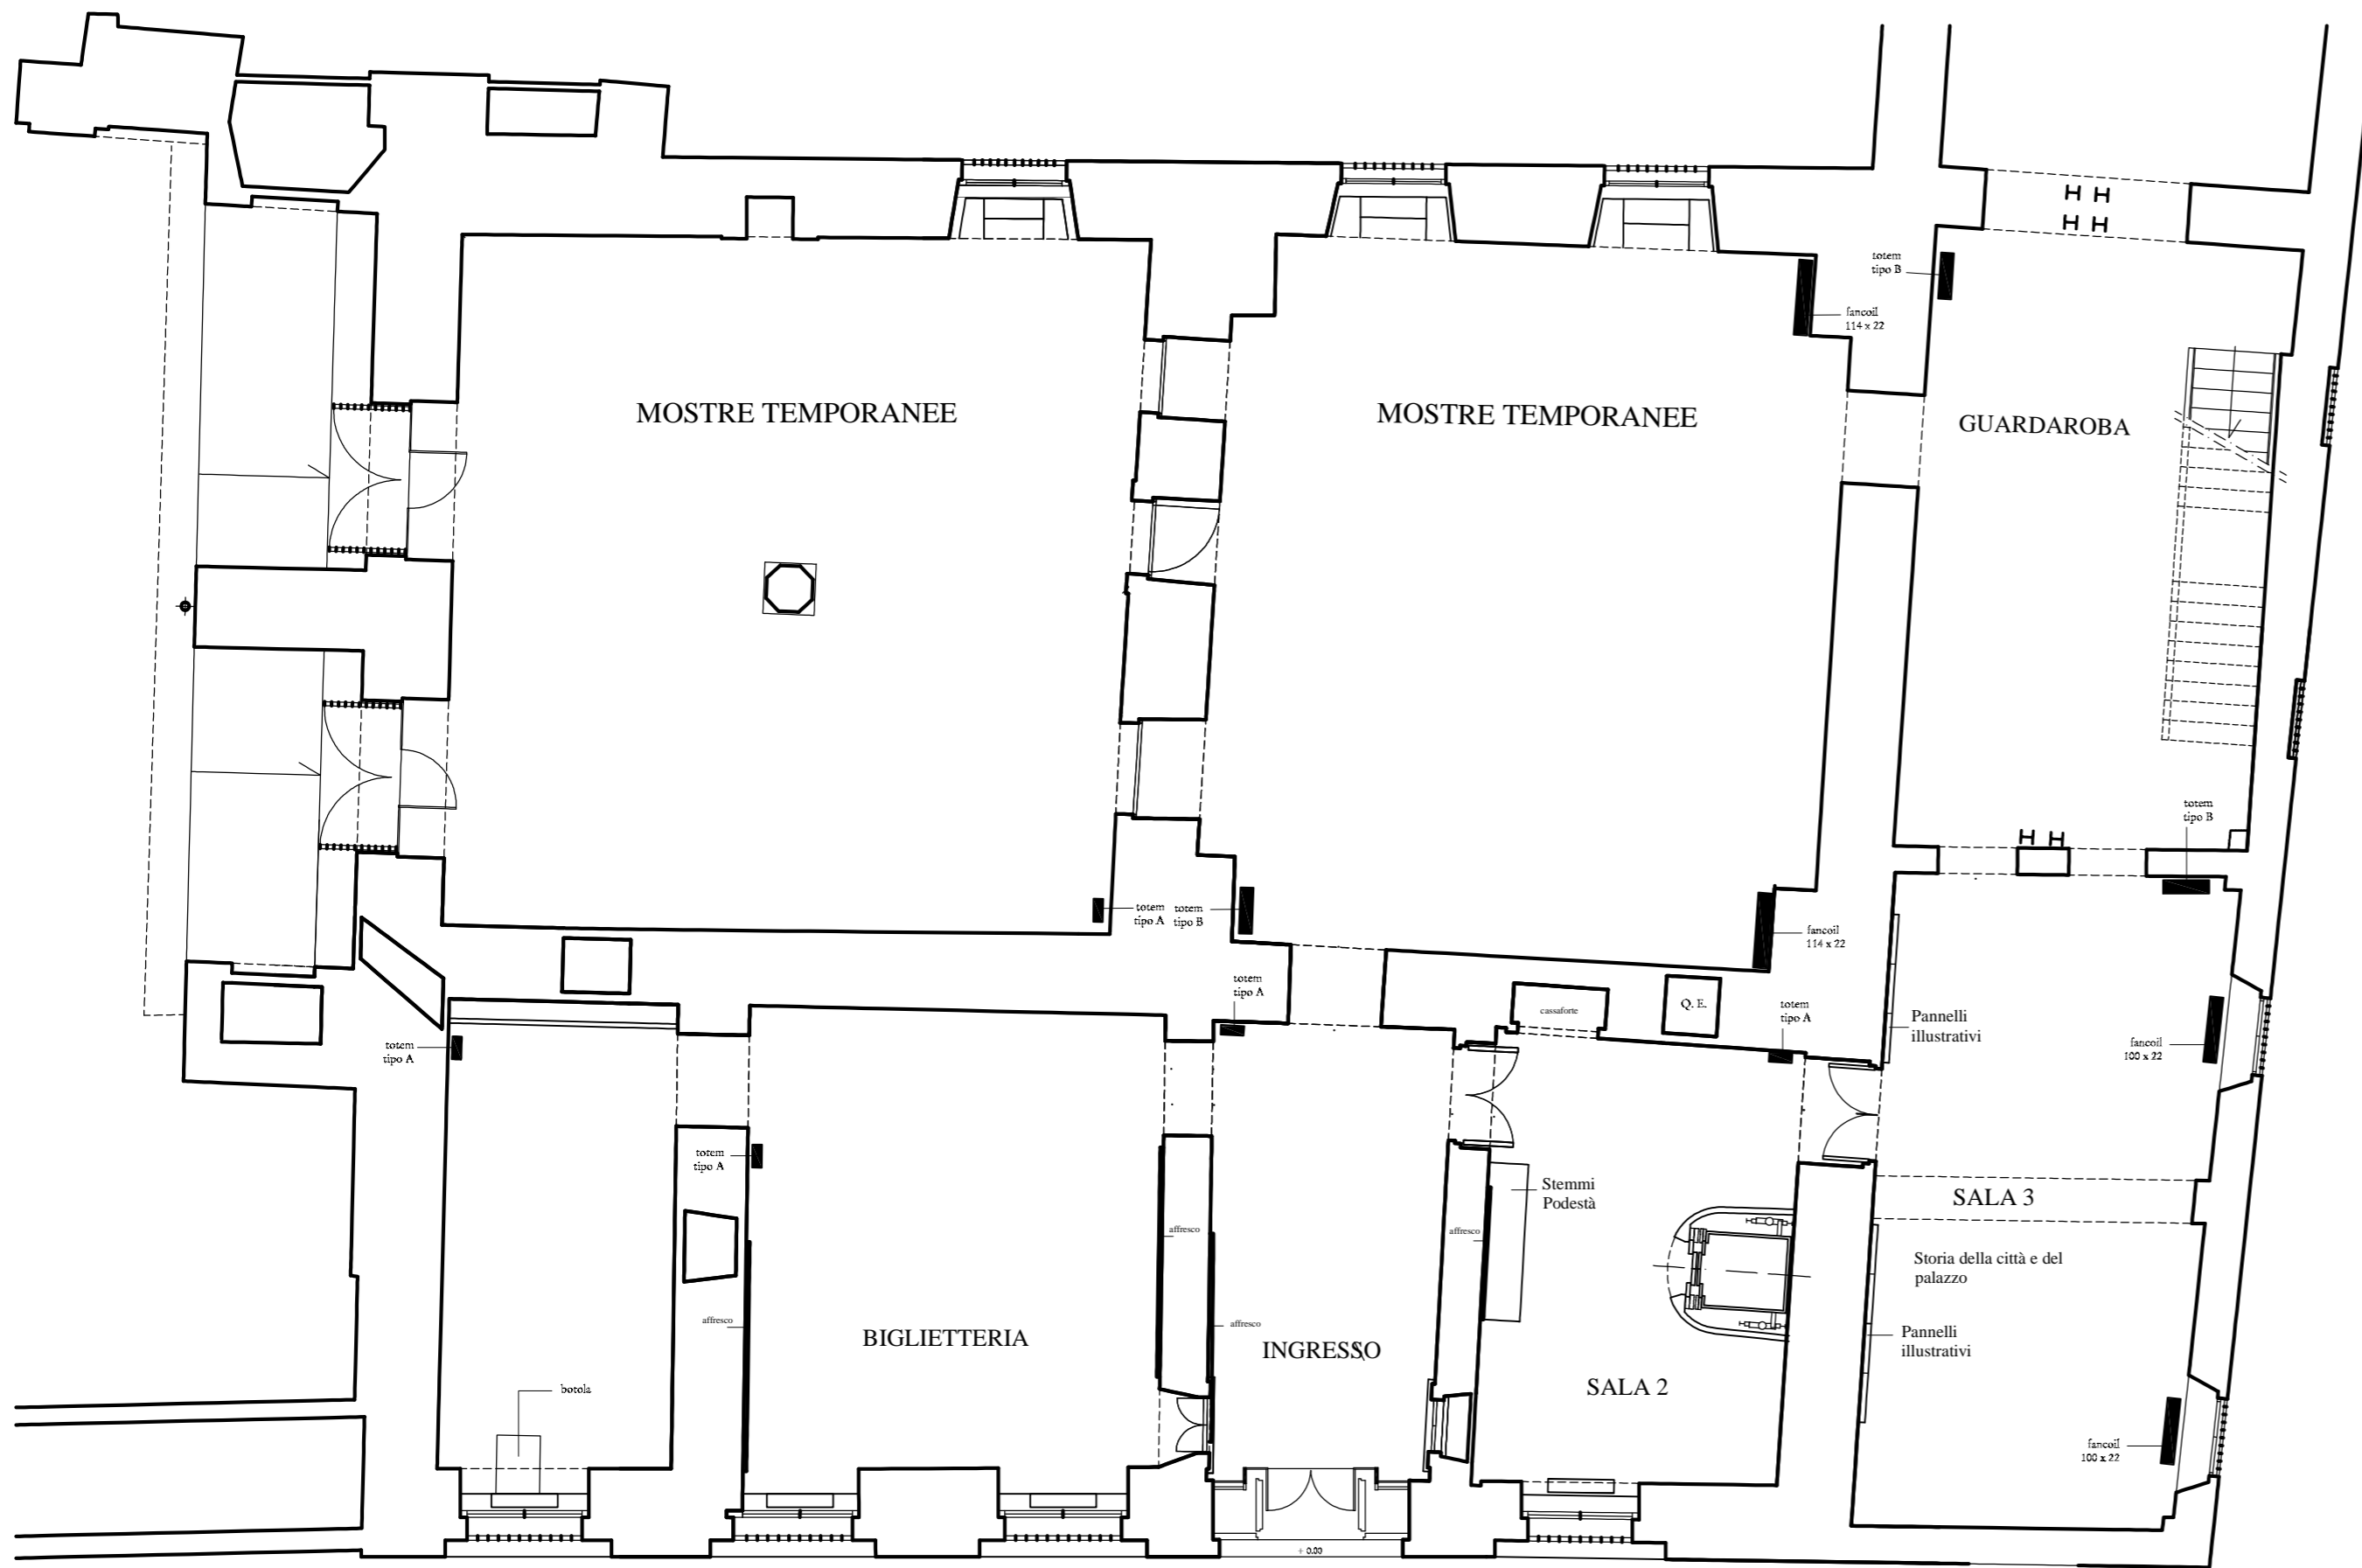 totem
tipo B
fancoil
114 x 22
MOSTRE TEMPORANEE
MOSTRE TEMPORANEE
GUARDAROBA
totem
tipo B
totem
tipo A
totem
tipo B
fancoil
114 x 22
totem
tipo A
cassaforte
Q. E.
totem
tipo A
Pannelli
illustrativi
fancoil
100 x 22
totem
tipo A
totem
tipo A
Stemmi
Podestà
SALA 3
affresco
affresco
Storia della città e del
palazzo
affresco
affresco
BIGLIETTERIA
INGRESSO
Pannelli
illustrativi
SALA 2
botola
fancoil
100 x 22
+ 0.00